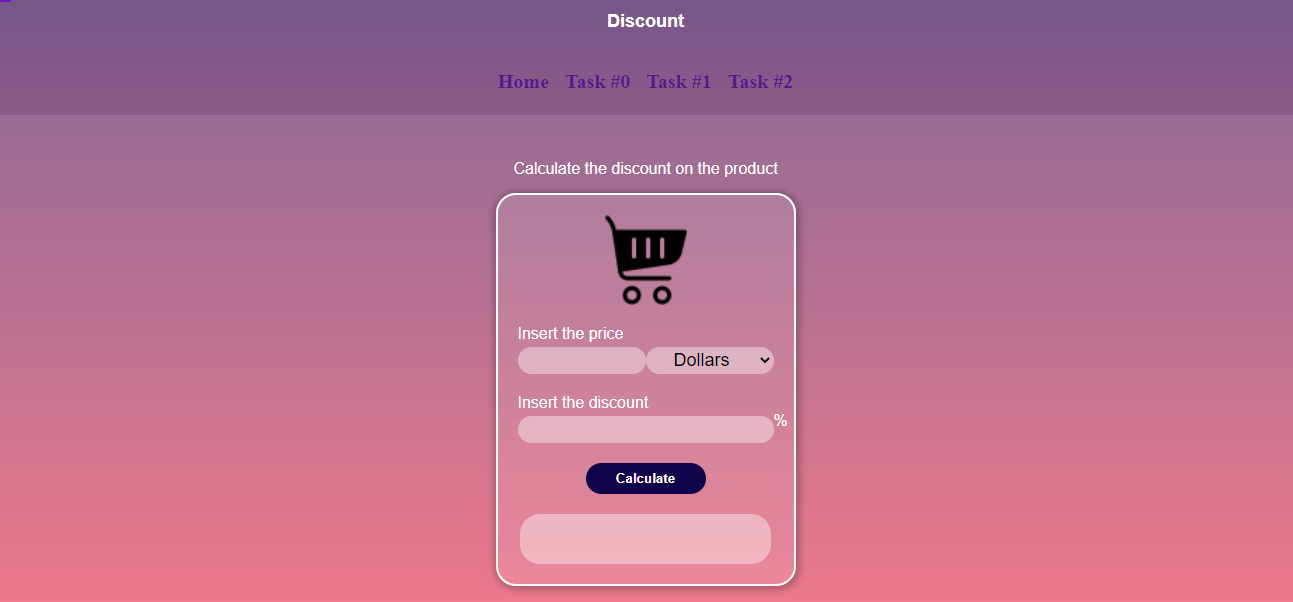 Discount
Home Task #0 Task #1 Task #2
Calculate the discount on the product
Insert the price
Dollars
Insert the discount
%
Calculate